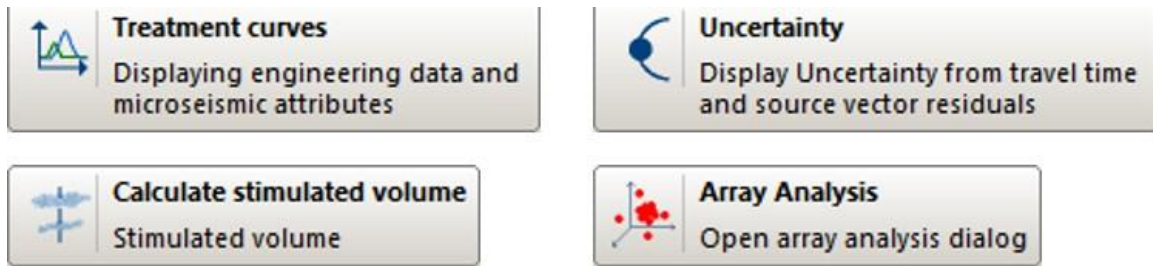 Treatment curves
Displaying engineering data and
microseismic attributes
Uncertainty
Display Uncertainty from travel time
and source vector residuals
Calculate stimulated volume
Stimulated volume
Array Analysis
Open array analysis dialog